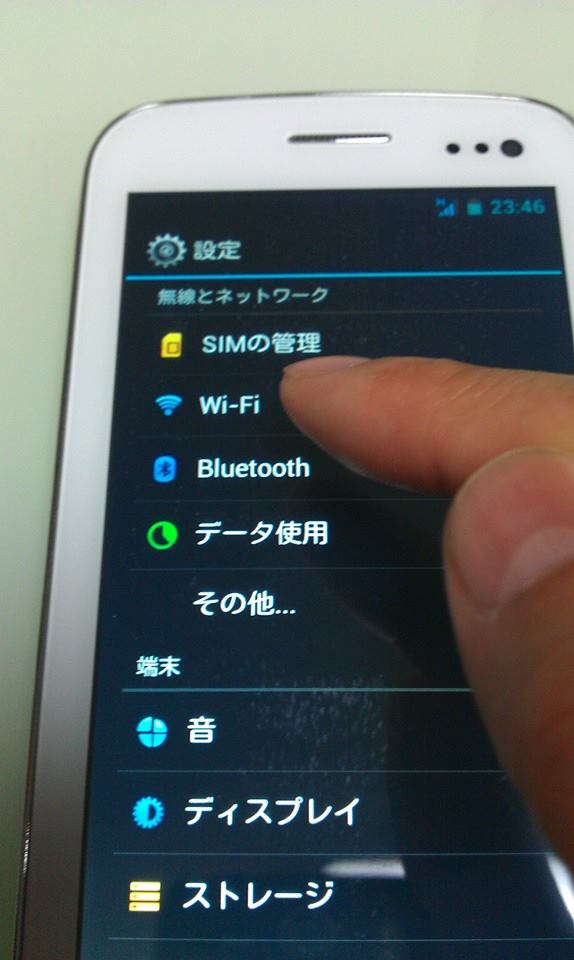 H 23:46
設定
無線とネットワーク
SIMの管理
Wi-Fi
Bluetooth
データ使用
その他...
端末
音
ディスプレイ
ストレージ